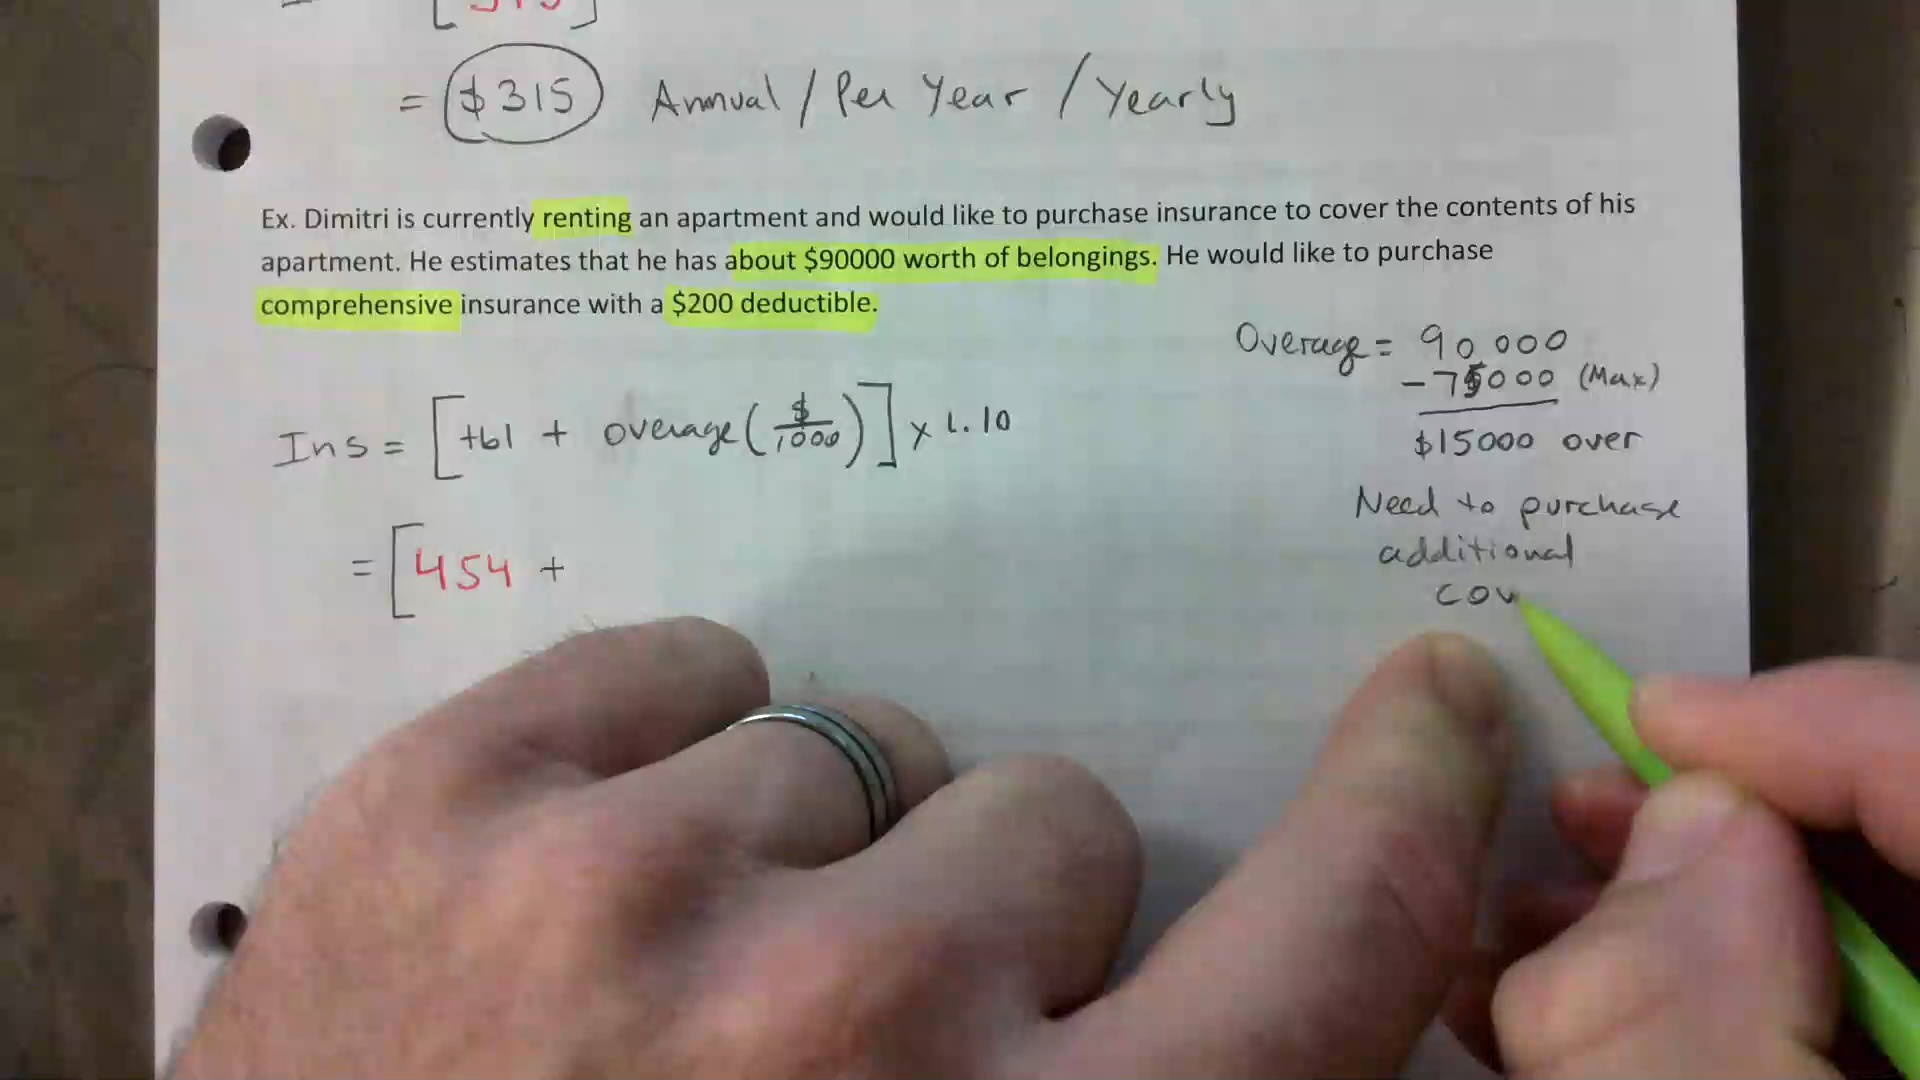 = $315 Annual / Per Year / Yearly
Ex. Dimitri is currently renting an apartment and would like to purchase insurance to cover the contents of his
apartment. He estimates that he has about $90000 worth of belongings. He would like to purchase
comprehensive insurance with a $200 deductible.
Overage = 90 000
- 75000 (Max)
$15000 over
Ins = [tbl + overage($/1000)] x 1.10
Need to purchase
additional
cov
= [454 +